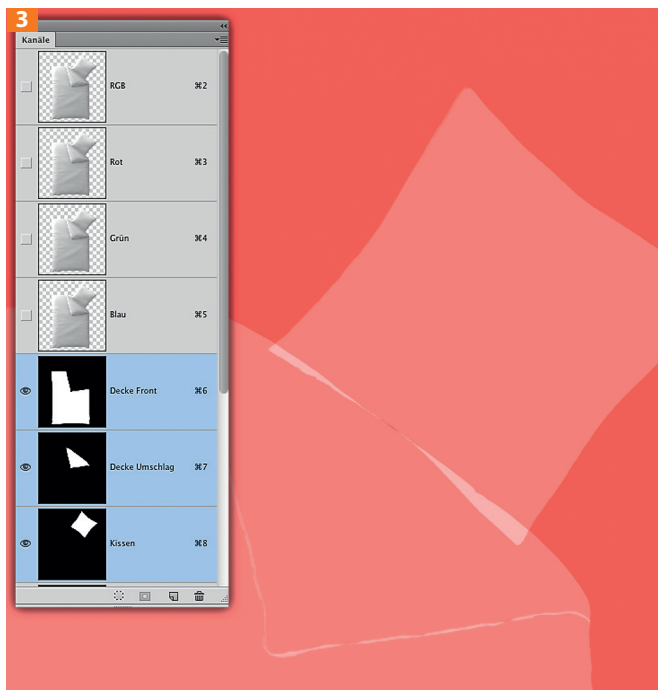 3
Kanäle
RGB ⌘2
Rot ⌘3
Grün ⌘4
Blau ⌘5
Decke Front ⌘6
Decke Umschlag ⌘7
Kissen ⌘8